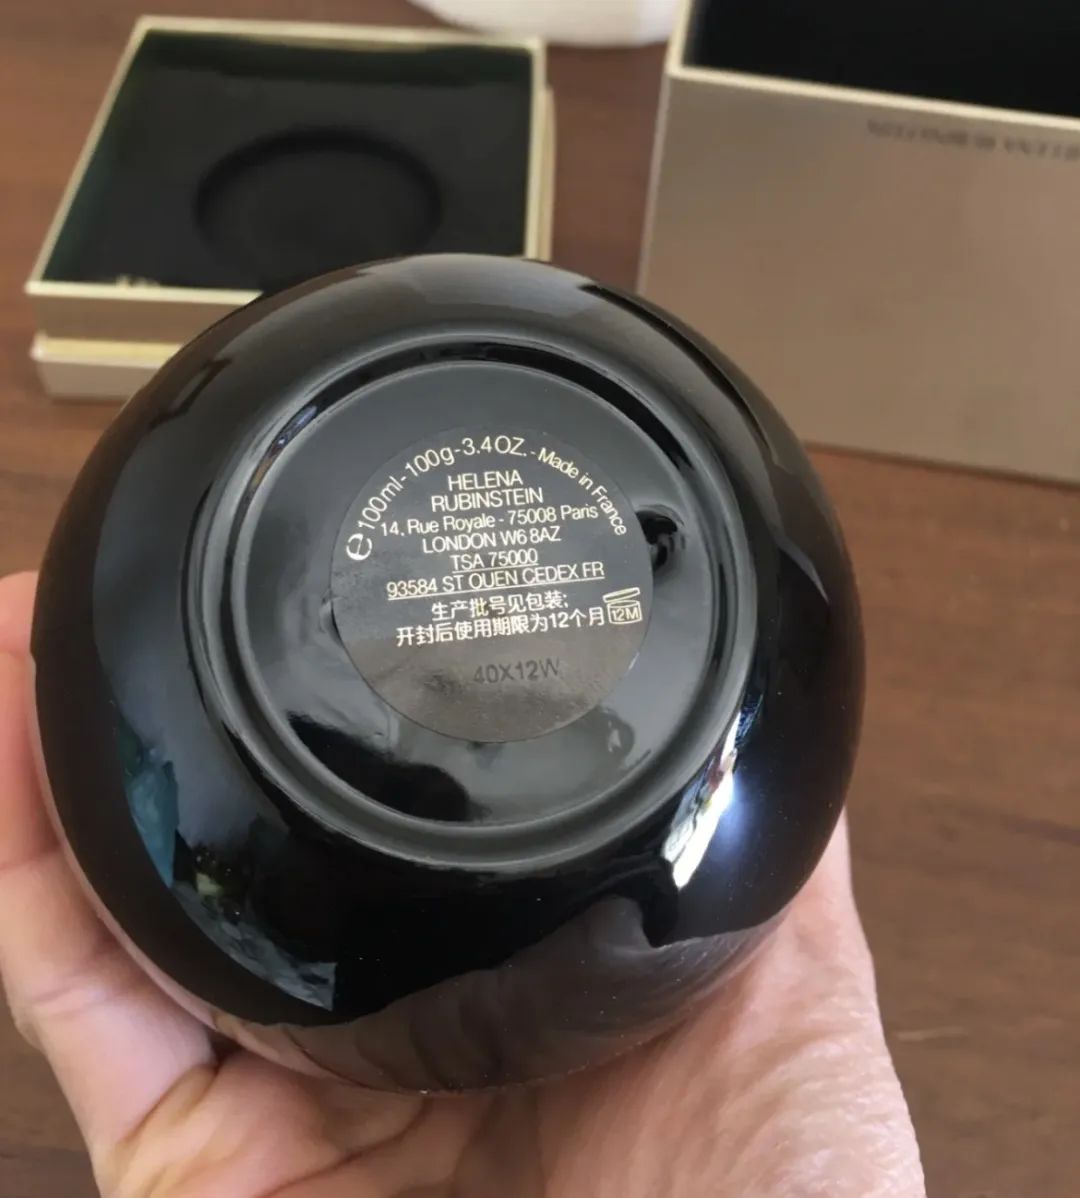 HELENA RUBINSTEIN
℮100ml-100g-3.4OZ.-Made in France
HELENA
RUBINSTEIN
14, Rue Royale - 75008 Paris
LONDON W6 8AZ
TSA 75000
93584 ST OUEN CEDEX FR
生产批号见包装;
开封后使用期限为12个月 12M
40X12W